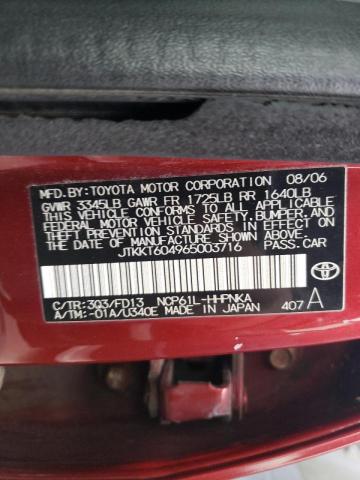 MFD.BY:TOYOTA MOTOR CORPORATION 08/06
GVWR 3345LB GAWR FR 1725LB RR 1640LB
THIS VEHICLE CONFORMS TO ALL APPLICABLE
FEDERAL MOTOR VEHICLE SAFETY, BUMPER, AND
THEFT PREVENTION STANDARDS IN EFFECT ON
THE DATE OF MANUFACTURE SHOWN ABOVE.
JTKKT604965003716 PASS.CAR
C/TR: 3Q3/FD13 NCP61L-HHPNKA
A/TM:-01A/U340E MADE IN JAPAN 407 A